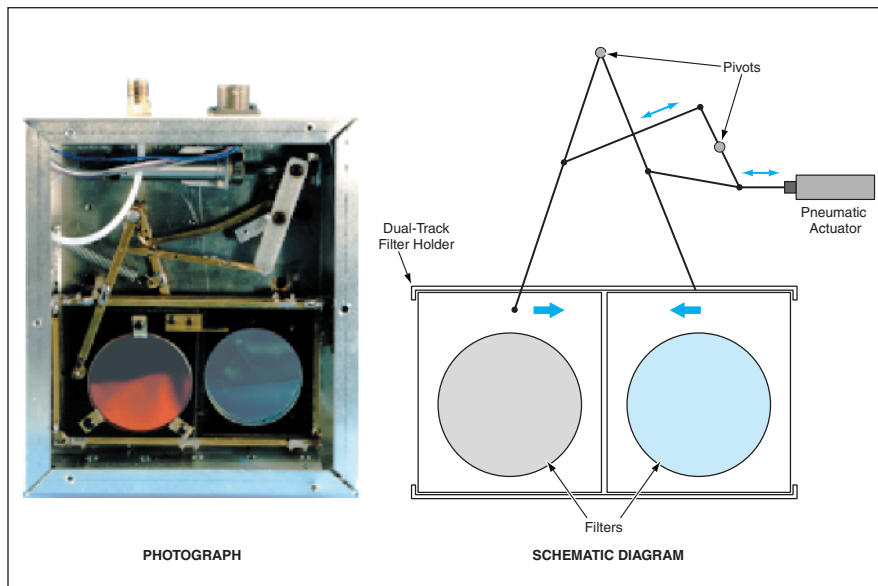 Pivots
Pneumatic
Actuator
Dual-Track
Filter Holder
Filters
PHOTOGRAPH
SCHEMATIC DIAGRAM